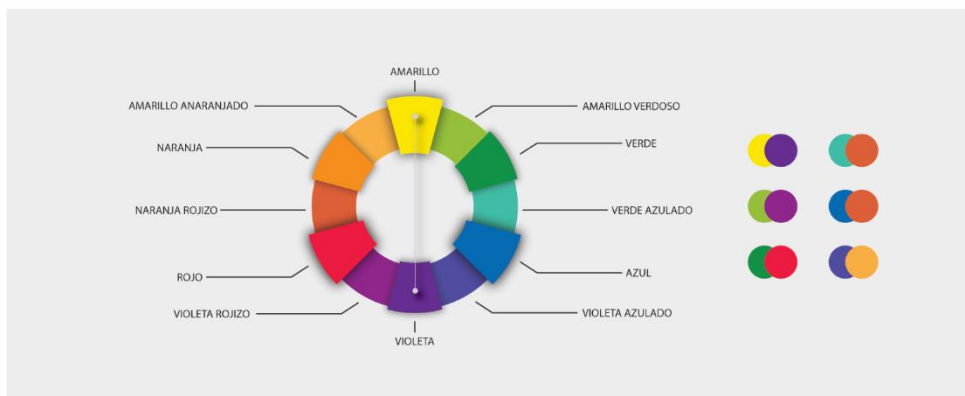 AMARILLO
AMARILLO ANARANJADO
AMARILLO VERDOSO
NARANJA
VERDE
NARANJA ROJIZO
VERDE AZULADO
ROJO
AZUL
VIOLETA ROJIZO
VIOLETA AZULADO
VIOLETA